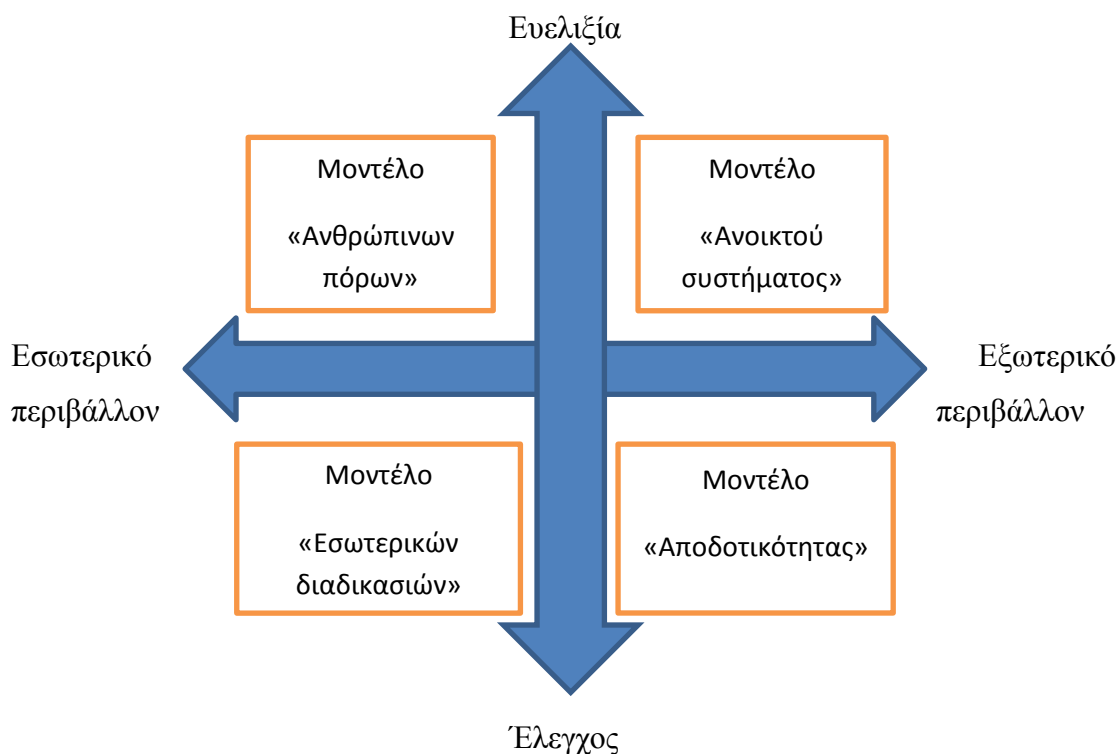 Ευελιξία
Μοντέλο
«Ανθρώπινων
πόρων»
Μοντέλο
«Ανοικτού
συστήματος»
Εσωτερικό
περιβάλλον
Εξωτερικό
περιβάλλον
Μοντέλο
«Εσωτερικών
διαδικασιών»
Μοντέλο
«Αποδοτικότητας»
Έλεγχος